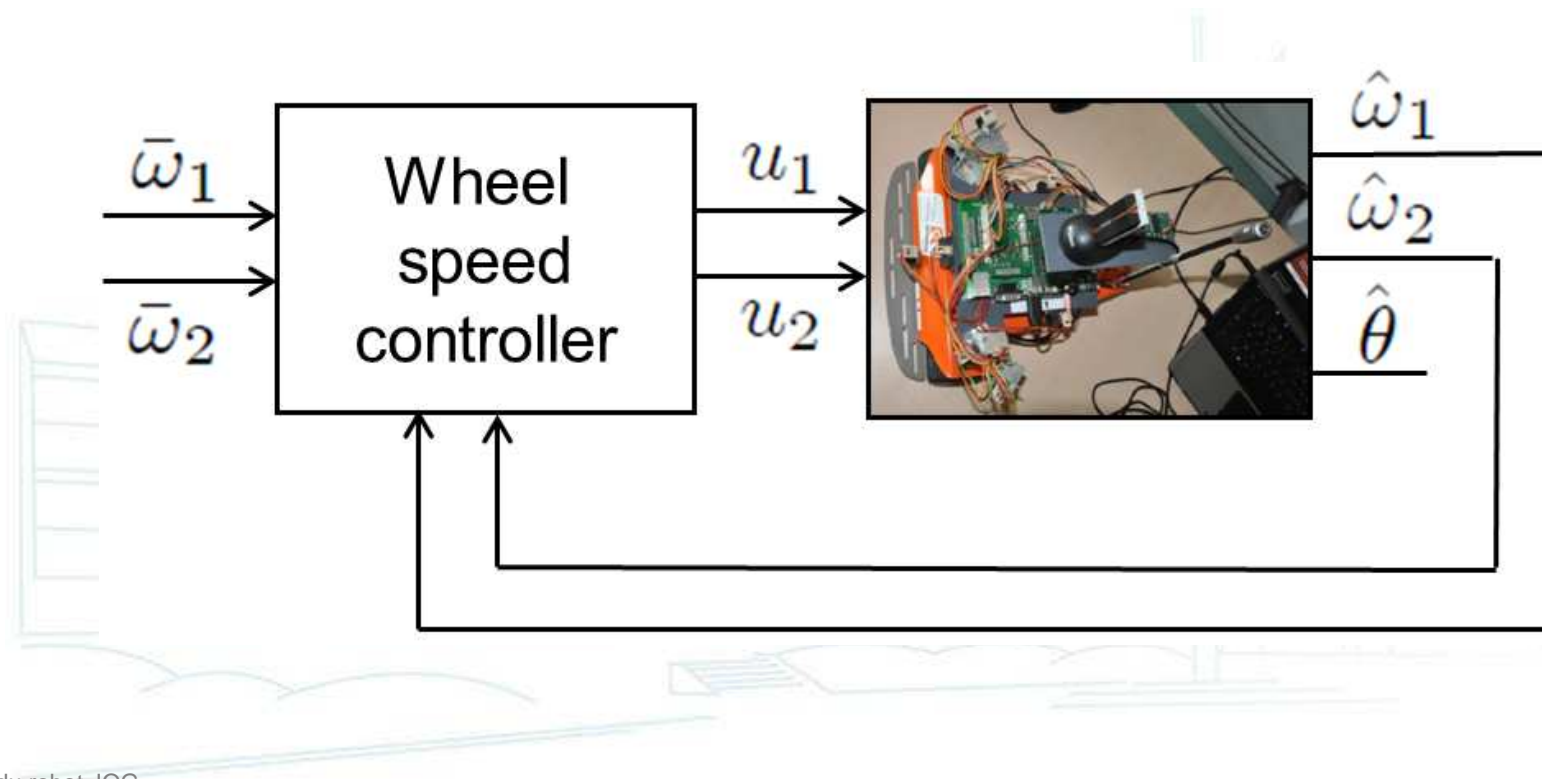 ω̄₁
ω̄₂
Wheel
speed
controller
u₁
u₂
ω̂₁
ω̂₂
θ̂